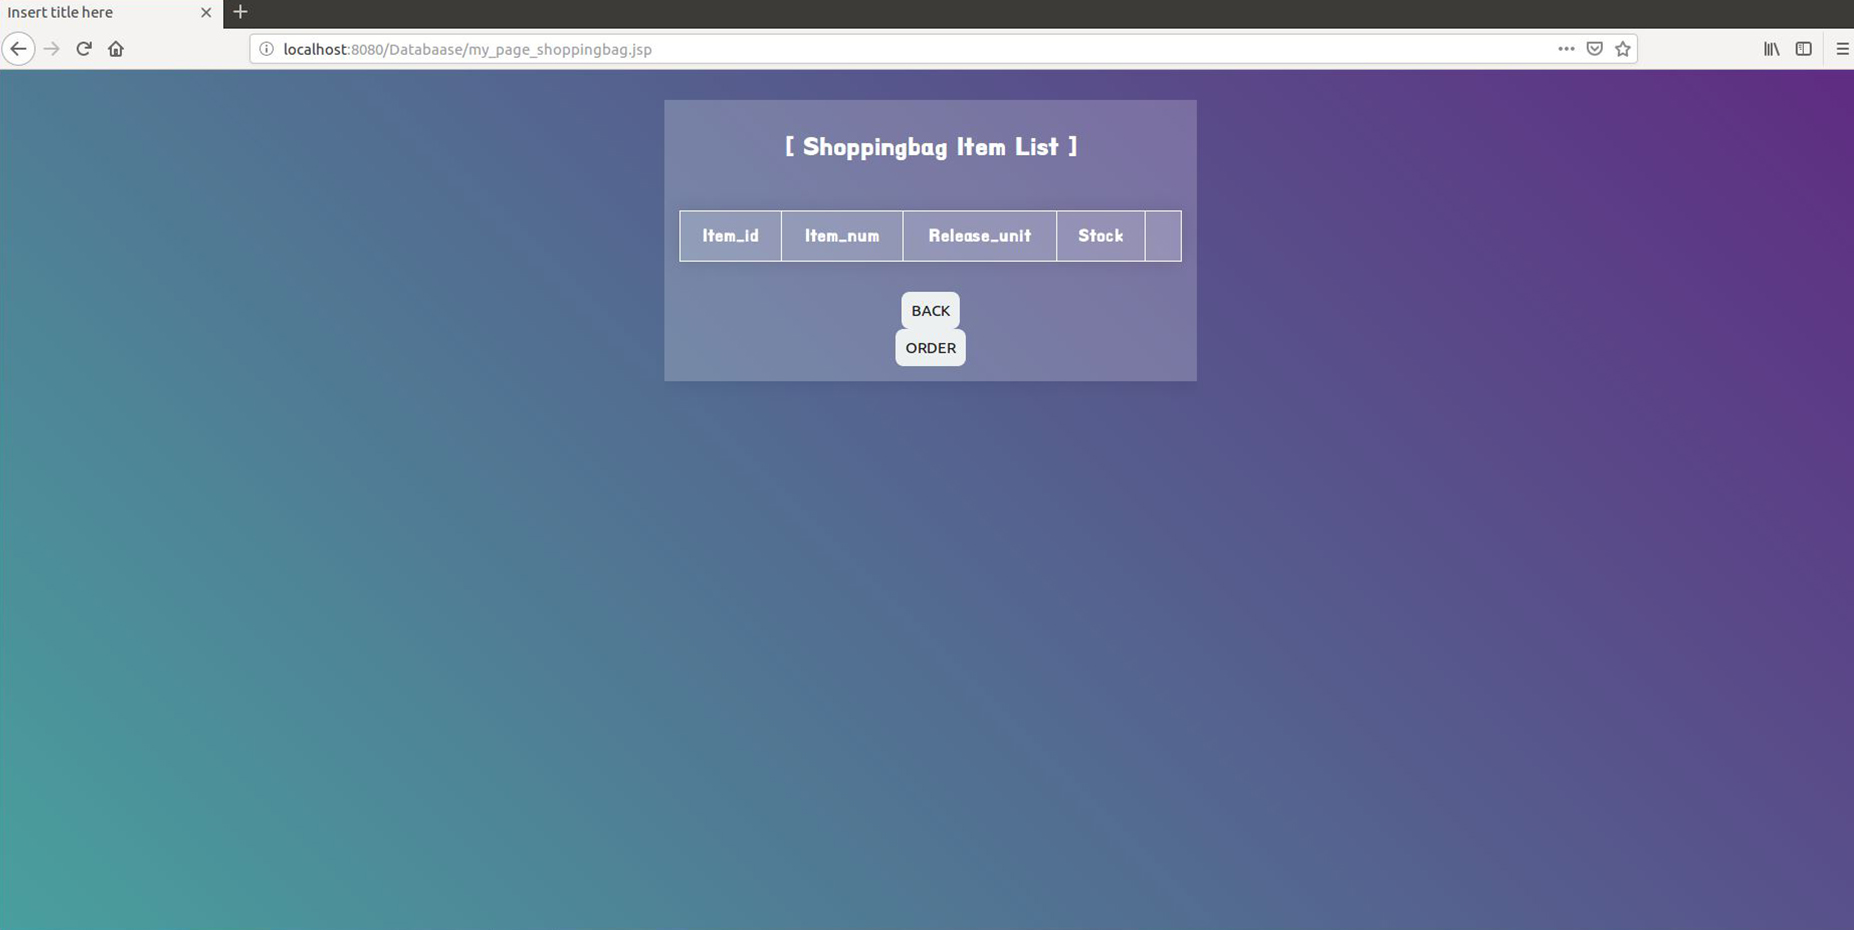 Insert title here
localhost:8080/Databaase/my_page_shoppingbag.jsp
[ Shoppingbag Item List ]
Item_id Item_num Release_unit Stock
BACK
ORDER